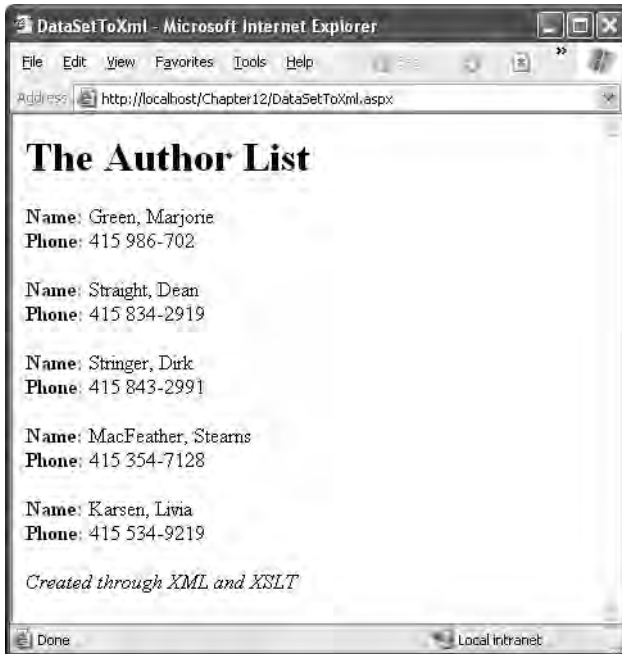 DataSetToXml - Microsoft Internet Explorer
File Edit View Favorites Tools Help
»
Address http://localhost/Chapter12/DataSetToXml.aspx
The Author List
Name: Green, Marjorie
Phone: 415 986-702
Name: Straight, Dean
Phone: 415 834-2919
Name: Stringer, Dirk
Phone: 415 843-2991
Name: MacFeather, Stearns
Phone: 415 354-7128
Name: Karsen, Livia
Phone: 415 534-9219
Created through XML and XSLT
Done
Local intranet